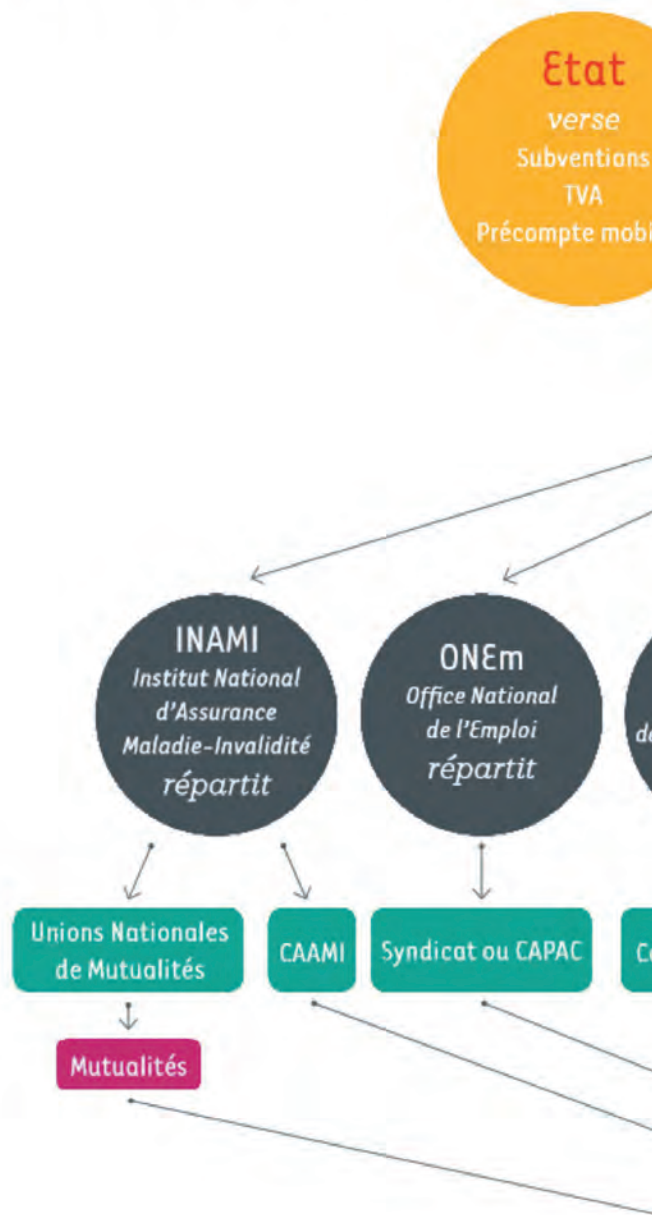 Etat
verse
Subventions
TVA
Précompte
INAMI
Institut National
d'Assurance
Maladie-Invalidité
répartit
ONEm
Office National
de l'Emploi
répartit
Unions Nationales
de Mutualités
CAAMI
Syndicat ou CAPAC
Mutualités